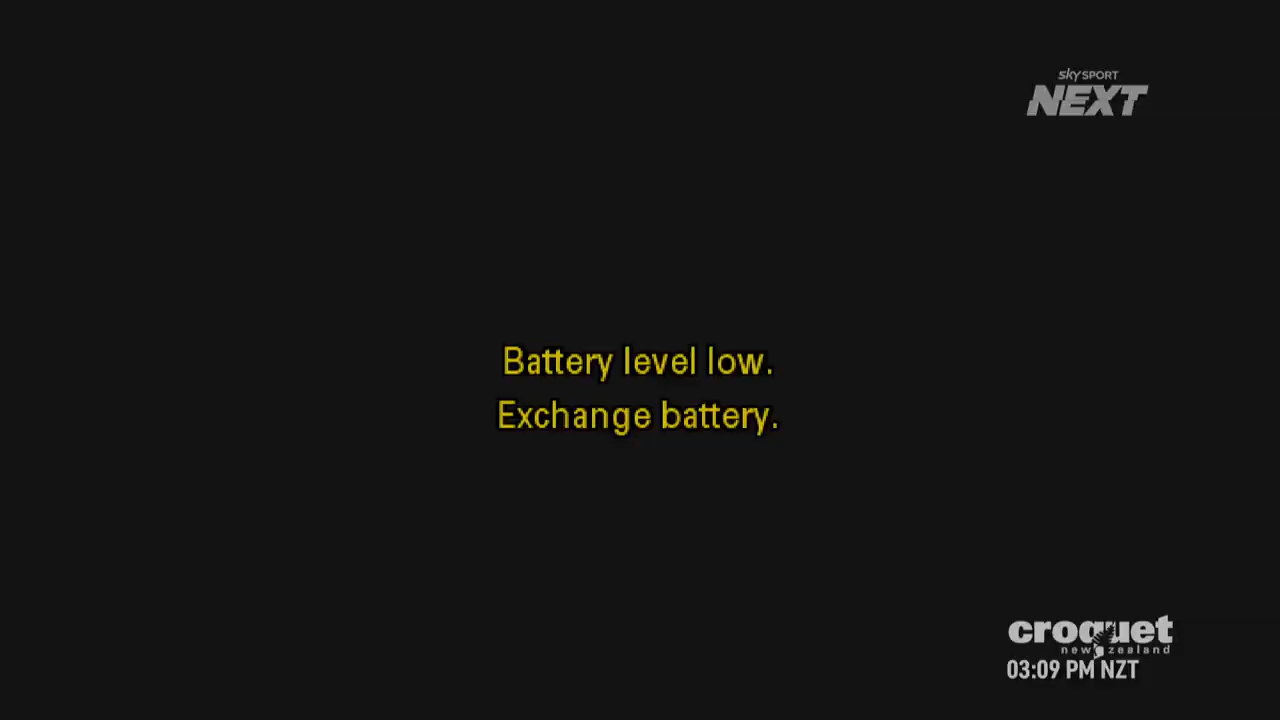 sky SPORT
NEXT
Battery level low.
Exchange battery.
croquet
new zealand
03:09 PM NZT